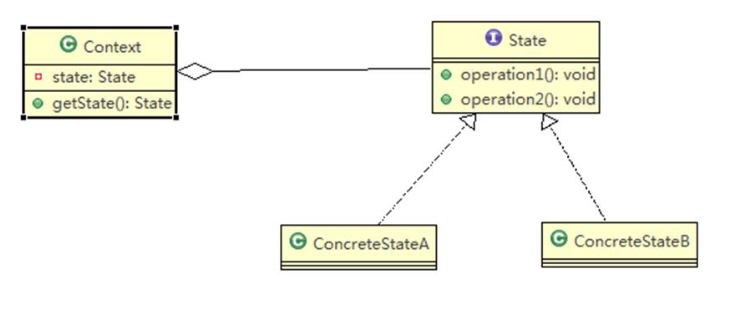 Context
state: State
getState(): State
State
operation1(): void
operation2(): void
ConcreteStateA
ConcreteStateB